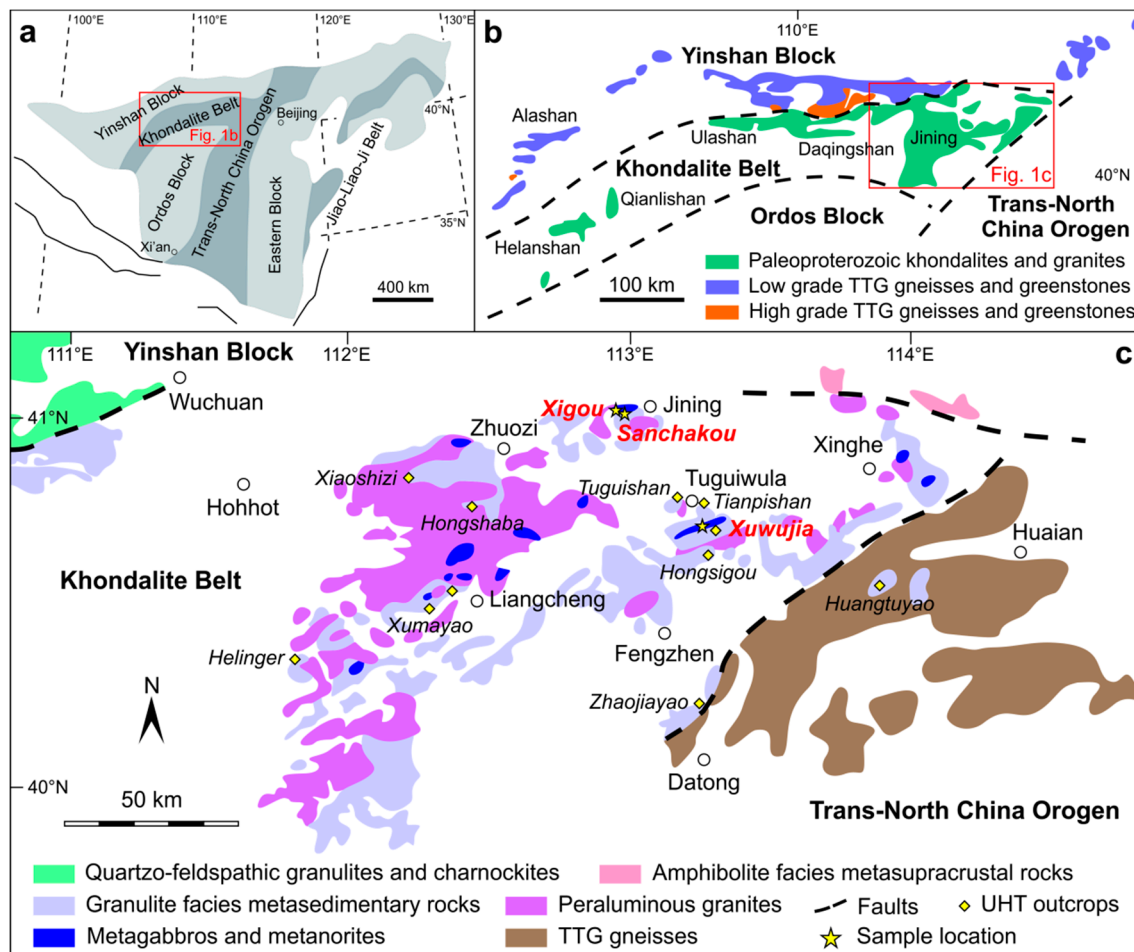 a
100°E
110°E
120°E
130°E
Yinshan Block
Khondalite Belt
Fig. 1b
Beijing
40°N
Ordos Block
Trans-North China Orogen
Eastern Block
Jiao-Liao-Ji Belt
35°N
Xi'an
400 km
b
110°E
Yinshan Block
Alashan
Ulashan
Daqingshan
Jining
Khondalite Belt
Fig. 1c
40°N
Qianlishan
Ordos Block
Trans-North
China Orogen
Helanshan
Paleoproterozoic khondalites and granites
100 km
Low grade TTG gneisses and greenstones
High grade TTG gneisses and greenstones
c
111°E
112°E
113°E
114°E
Yinshan Block
Wuchuan
41°N
Xigou
Jining
Sanchakou
Zhuozi
Xinghe
Xiaoshizi
Hohhot
Tuguishan
Tuguiwula
Tianpishan
Hongshaba
Xuwujia
Huaian
Khondalite Belt
Hongsigou
Liangcheng
Huangtuyao
Xumayao
Helinger
Fengzhen
N
Zhaojiayao
Datong
40°N
50 km
Trans-North China Orogen
Quartzo-feldspathic granulites and charnockites
Amphibolite facies metasupracrustal rocks
Granulite facies metasedimentary rocks
Peraluminous granites
Faults
UHT outcrops
Metagabbros and metanorites
TTG gneisses
Sample location